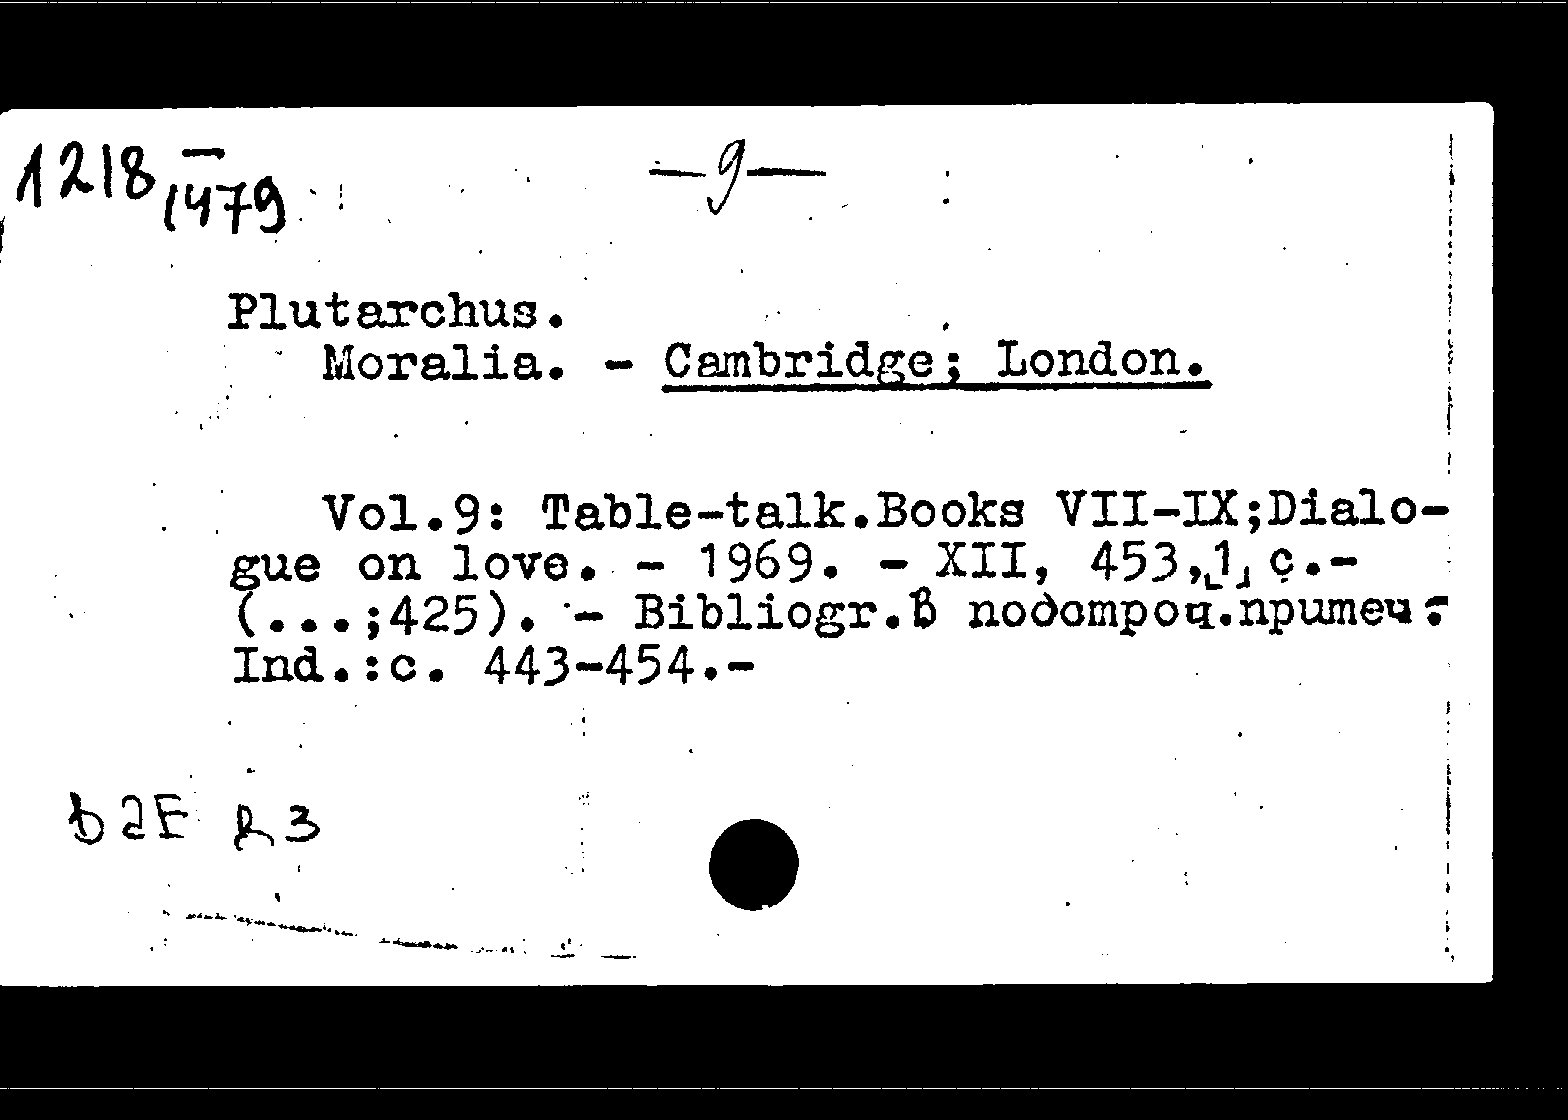 1218
1479
— 9 —
Plutarchus.
Moralia. - Cambridge; London.
Vol.9: Table-talk.Books VII-IX;Dialo-
gue on love. - 1969. - XII, 453,[1] с.-
(...;425). - Bibliogr.в подстроч.примеч.-
Ind.:с. 443-454.-